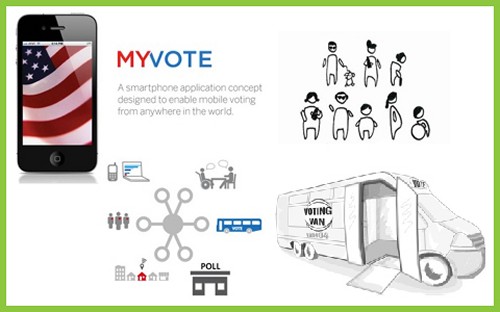 MYVOTE
A smartphone application concept
designed to enable mobile voting
from anywhere in the world.
VOTE
POLL
VOTING
VAN